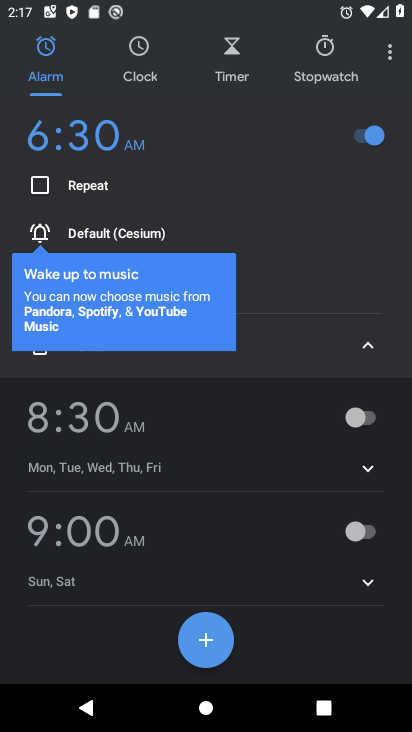 2:17
Alarm
Clock
Timer
Stopwatch
6:30 AM
Repeat
Default (Cesium)
Wake up to music
You can now choose music from
Pandora, Spotify, & YouTube
Music
8:30 AM
Mon, Tue, Wed, Thu, Fri
9:00 AM
Sun, Sat